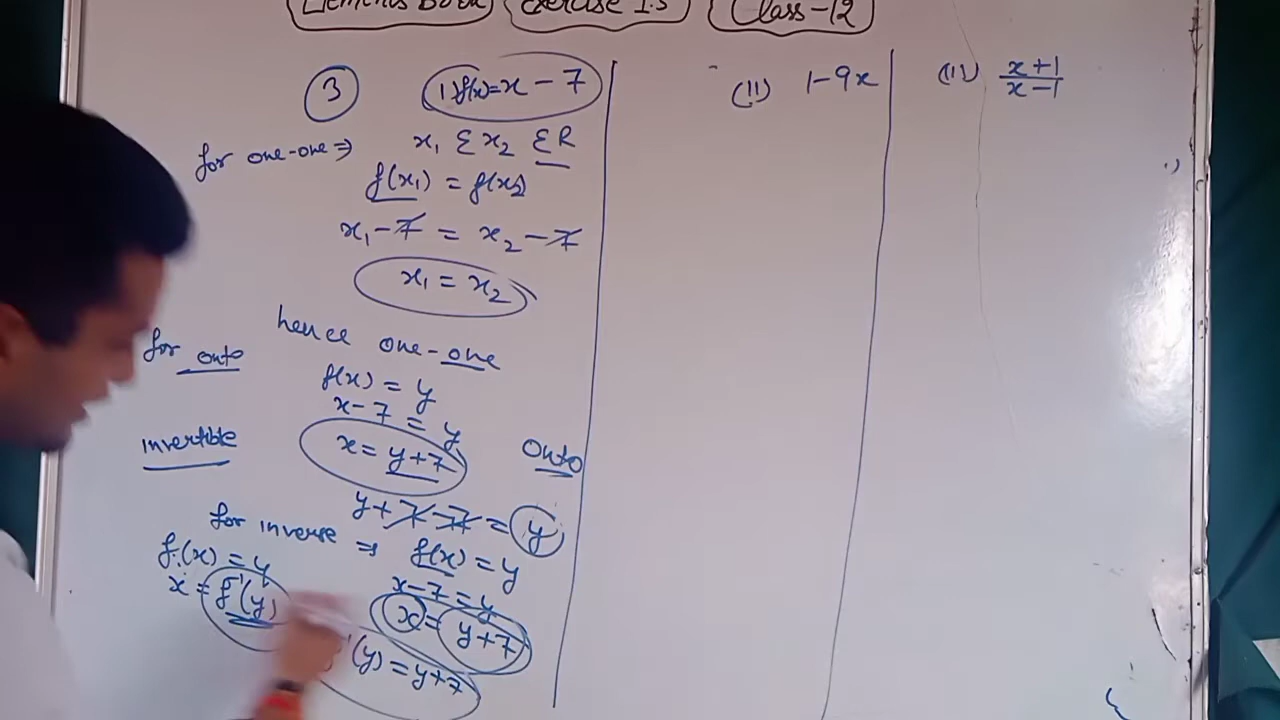 Elements Book Exercise 1.3 Class-12
3 (i) f(x)=x-7
for one-one ⇒ x₁ Σ x₂ Σ R
f(x₁) = f(x₂)
x₁-7 = x₂-7
x₁ = x₂
hence one-one
for onto
f(x) = y
x-7 = y
invertible x = y+7 Onto
y+7-7 = y
for inverse ⇒ f(x) = y
f(x) = y
x-7 = y
x = f⁻¹(y)
x = y+7
(y) = y+7
(ii) 1-9x
(iii) x+1
x-1